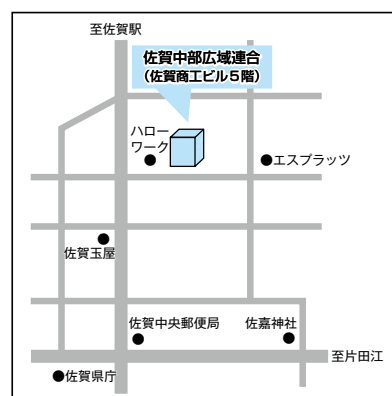 至佐賀駅
佐賀中部広域連合
（佐賀商工ビル５階）
ハロー
ワーク
エスプラッツ
佐賀玉屋
佐賀中央郵便局
佐嘉神社
至片田江
佐賀県庁